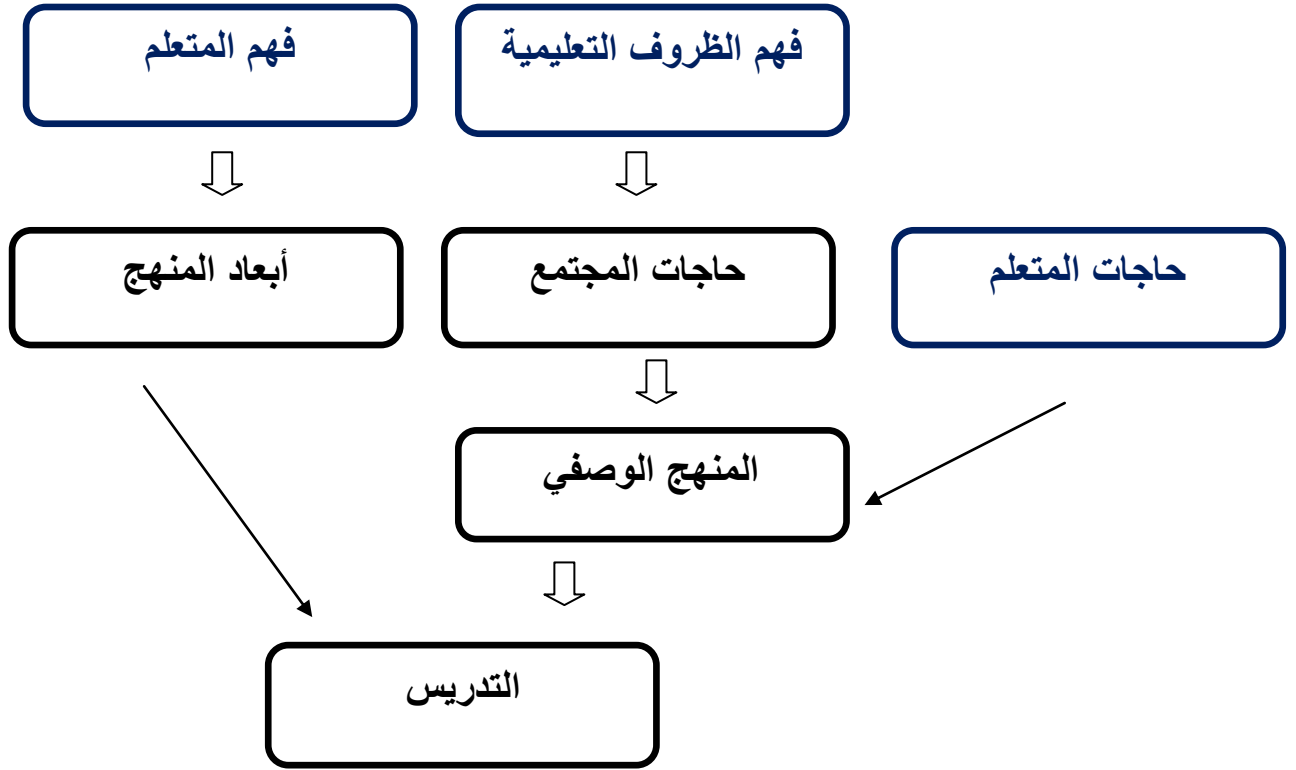 فهم الظروف التعليمية
فهم المتعلم
حاجات المتعلم
حاجات المجتمع
أبعاد المنهج
المنهج الوصفي
التدريس